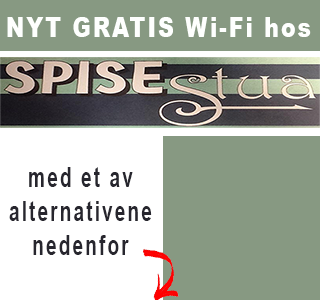 NYT GRATIS Wi-Fi hos
SPISEStua
med et av
alternativene
nedenfor